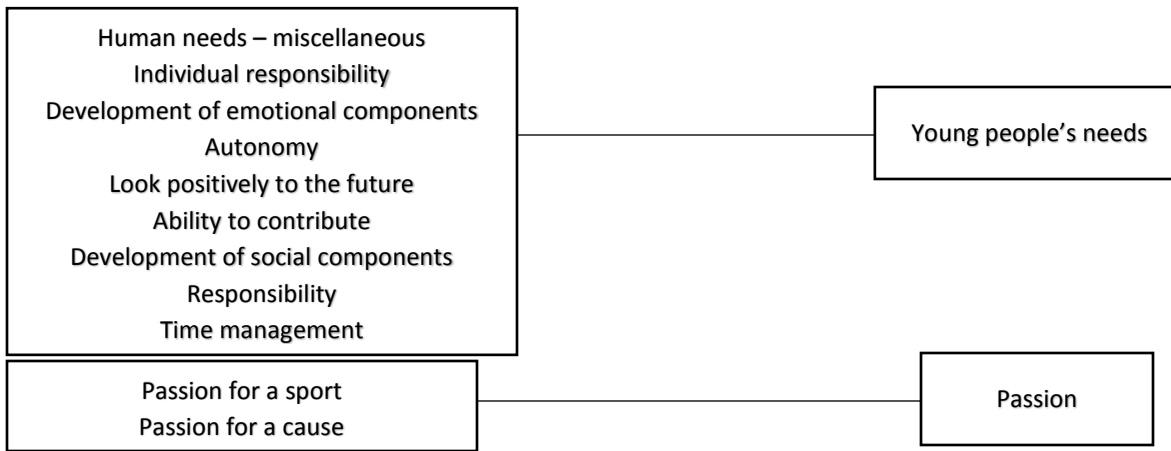 Human needs – miscellaneous
Individual responsibility
Development of emotional components
Autonomy
Look positively to the future
Ability to contribute
Development of social components
Responsibility
Time management
Young people’s needs
Passion for a sport
Passion for a cause
Passion